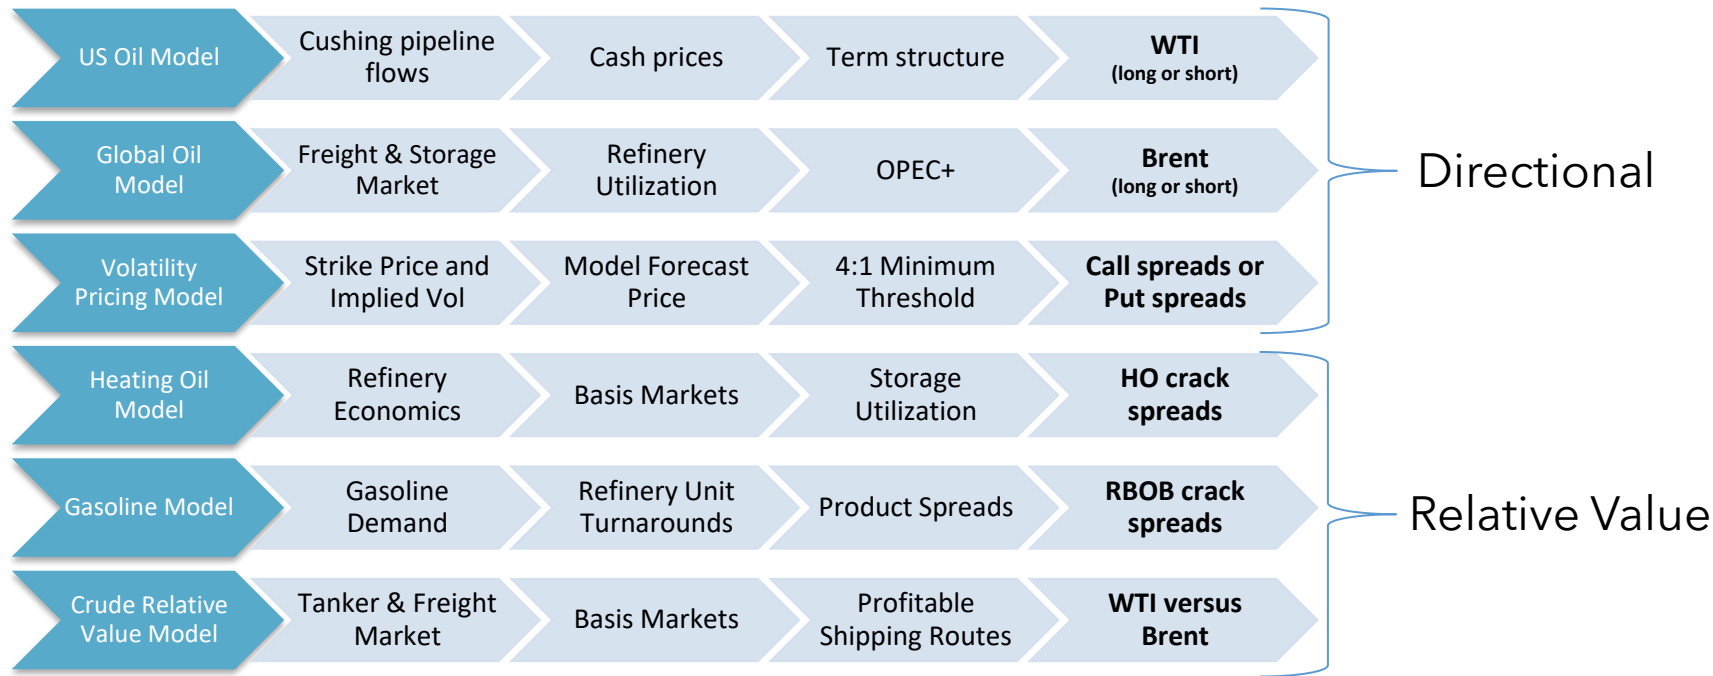 US Oil Model
Cushing pipeline
flows
Cash prices
Term structure
WTI
(long or short)
Global Oil
Model
Freight & Storage
Market
Refinery
Utilization
OPEC+
Brent
(long or short)
Directional
Volatility
Pricing Model
Strike Price and
Implied Vol
Model Forecast
Price
4:1 Minimum
Threshold
Call spreads or
Put spreads
Heating Oil
Model
Refinery
Economics
Basis Markets
Storage
Utilization
HO crack
spreads
Gasoline Model
Gasoline
Demand
Refinery Unit
Turnarounds
Product Spreads
RBOB crack
spreads
Relative Value
Crude Relative
Value Model
Tanker & Freight
Market
Basis Markets
Profitable
Shipping Routes
WTI versus
Brent